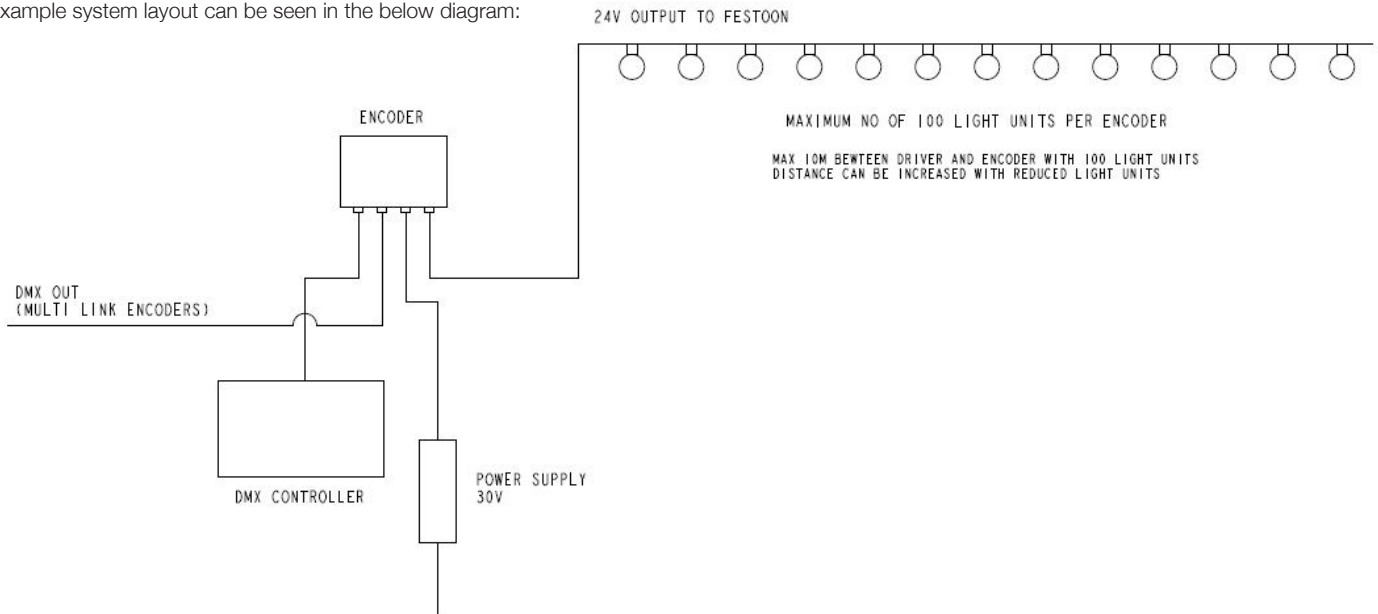 xample system layout can be seen in the below diagram:
24V OUTPUT TO FESTOON
ENCODER
MAXIMUM NO OF 100 LIGHT UNITS PER ENCODER
MAX 10M BEWTEEN DRIVER AND ENCODER WITH 100 LIGHT UNITS
DISTANCE CAN BE INCREASED WITH REDUCED LIGHT UNITS
DMX OUT
(MULTI LINK ENCODERS)
DMX CONTROLLER
POWER SUPPLY
30V